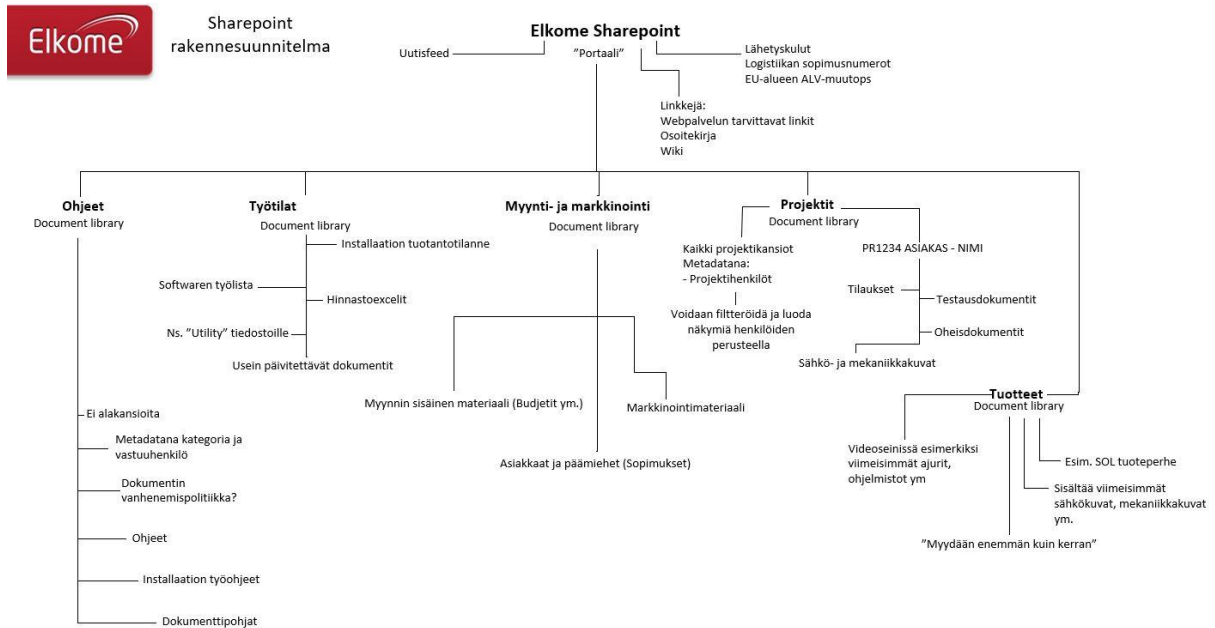 Elkome
Sharepoint
rakennesuunnitelma
Elkome Sharepoint
"Portaali"
Uutisfeed
Lähetyskulut
Logistiikan sopimusnumerot
EU-alueen ALV-muutops
Linkkejä:
Webpalvelun tarvittavat linkit
Osoitekirja
Wiki
Ohjeet
Document library
Ei alakansioita
Metadatana kategoria ja
vastuuhenkilö
Dokumentin
vanhenemispolitiikka?
Ohjeet
Installaation työohjeet
Dokumenttipohjat
Työtilat
Document library
Installaation tuotantotilanne
Softwaren työlista
Hinnastoexcelit
Ns. "Utility" tiedostoille
Usein päivitettävät dokumentit
Myynti- ja markkinointi
Document library
Myynnin sisäinen materiaali (Budjetit ym.)
Markkinointimateriaali
Asiakkaat ja päämiehet (Sopimukset)
Projektit
Document library
Kaikki projektikansiot
Metadatana:
- Projektihenkilöt
Voidaan filtteröidä ja luoda
näkymiä henkilöiden
perusteella
PR1234 ASIAKAS - NIMI
Tilaukset
Testausdokumentit
Oheisdokumentit
Sähkö- ja mekaniikkakuvat
Tuotteet
Document library
Videoseinissä esimerkiksi
viimeisimmät ajurit,
ohjelmistot ym
Esim. SOL tuoteperhe
Sisältää viimeisimmät
sähkökuvat, mekaniikkakuvat
ym.
"Myydään enemmän kuin kerran"